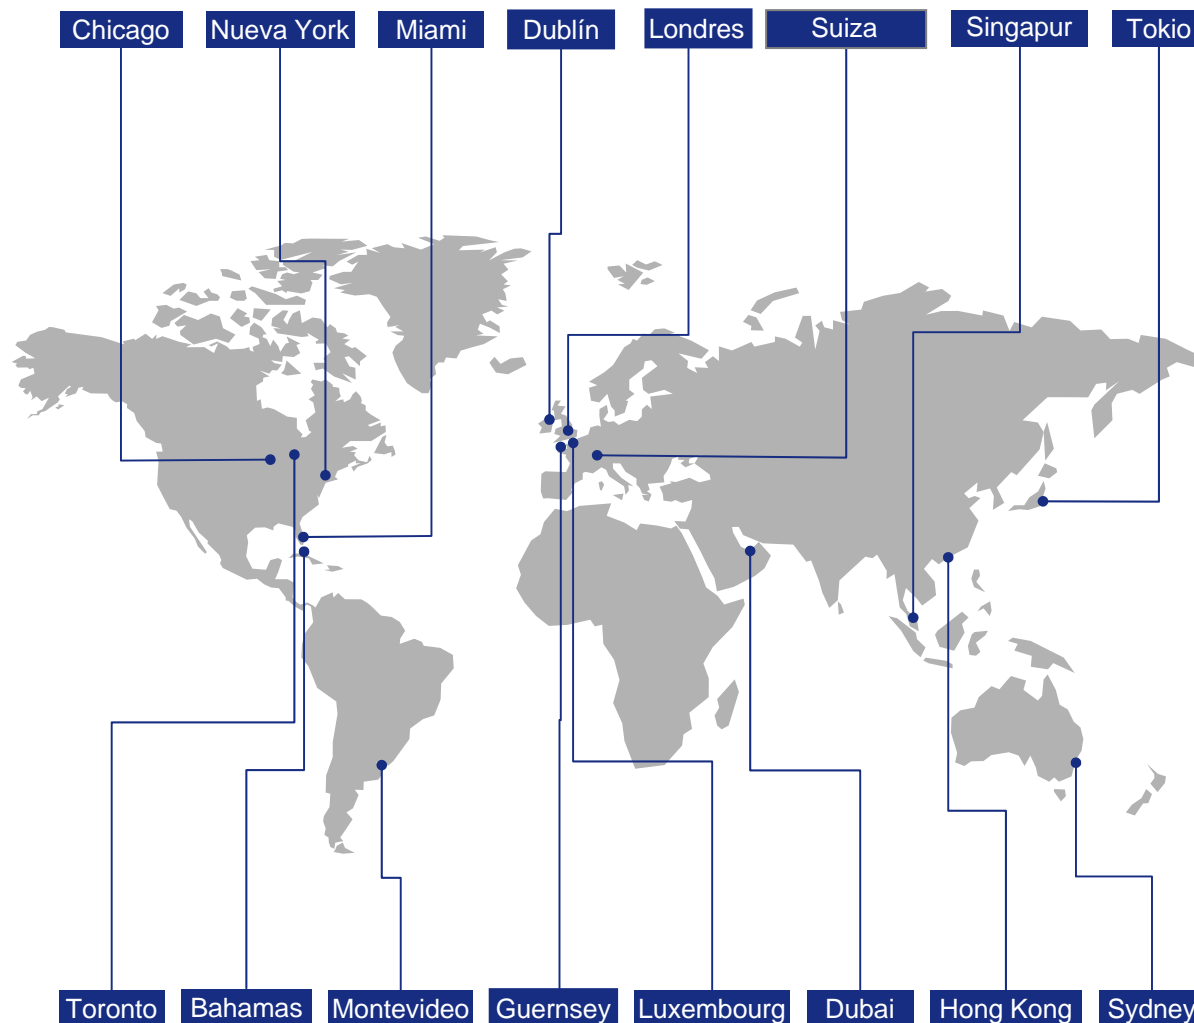 Chicago
Nueva York
Miami
Dublín
Londres
Suiza
Singapur
Tokio
Toronto
Bahamas
Montevideo
Guernsey
Luxembourg
Dubai
Hong Kong
Sydney